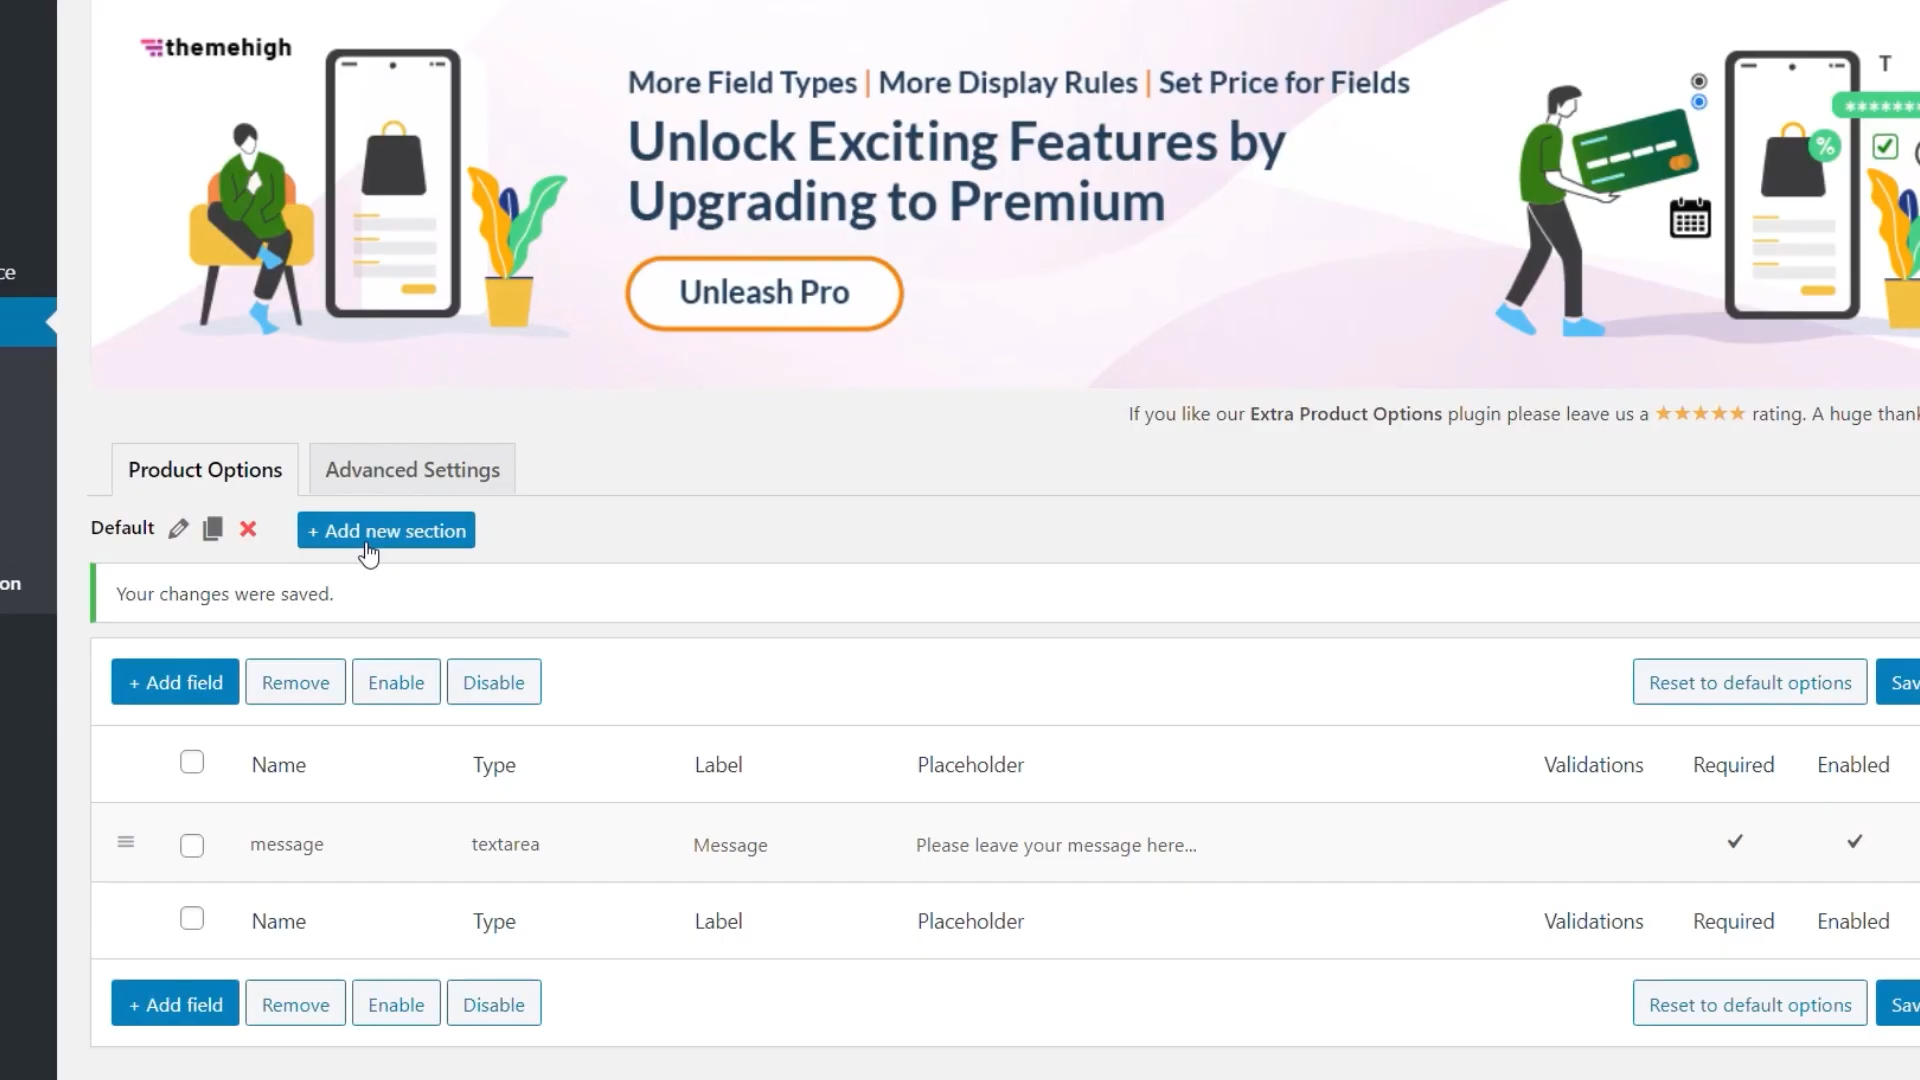 themehigh
More Field Types | More Display Rules | Set Price for Fields
Unlock Exciting Features by
Upgrading to Premium
Unleash Pro
T
*******
%
ce
If you like our Extra Product Options plugin please leave us a ★★★★★ rating. A huge thank
Product Options
Advanced Settings
Default
+ Add new section
on
Your changes were saved.
+ Add field Remove Enable Disable Reset to default options Sav
Name Type Label Placeholder Validations Required Enabled
message textarea Message Please leave your message here...
Name Type Label Placeholder Validations Required Enabled
+ Add field Remove Enable Disable Reset to default options Sav